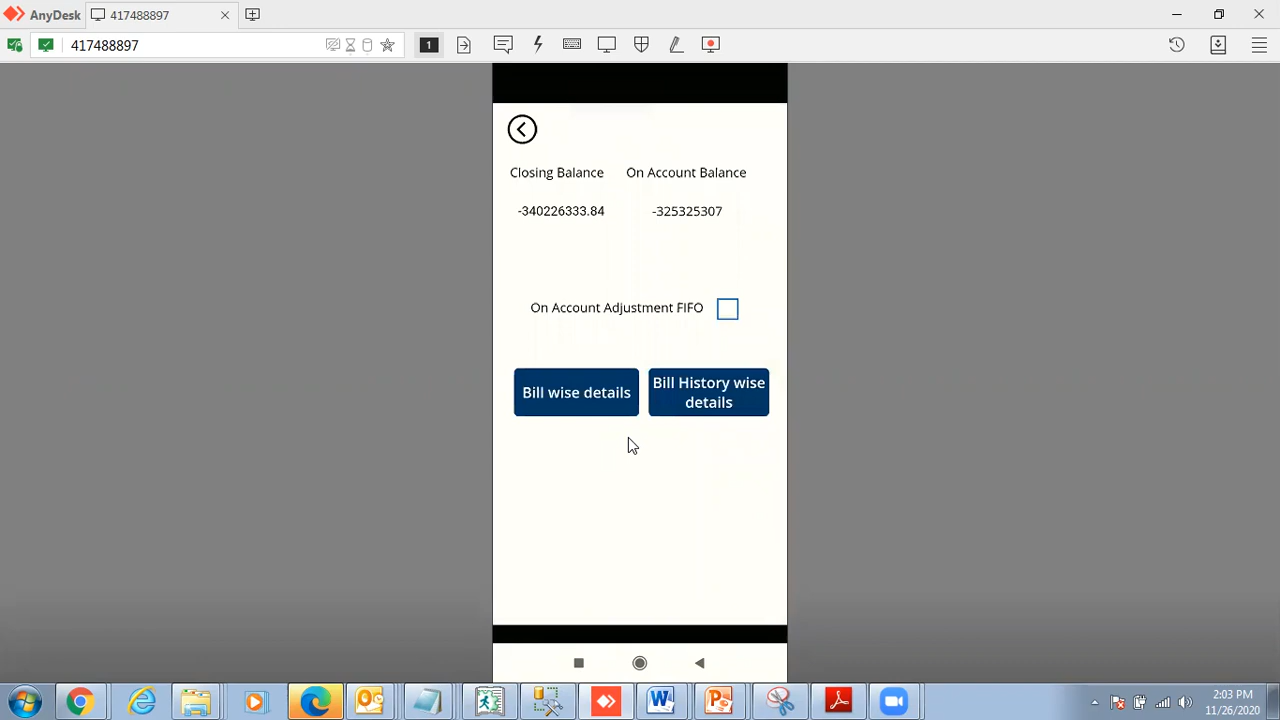 AnyDesk
417488897
417488897
1
Closing Balance
On Account Balance
-340226333.84
-325325307
On Account Adjustment FIFO
Bill wise details
Bill History wise
details
2:03 PM
11/26/2020